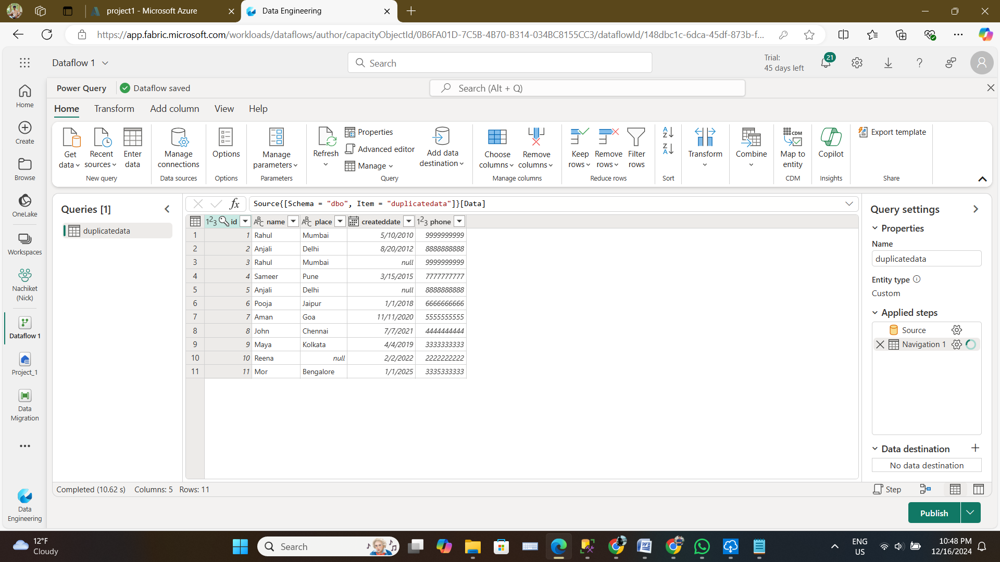 project1 - Microsoft Azure
Data Engineering
https://app.fabric.microsoft.com/workloads/dataflows/author/capacityObjectId/0B6FA01D-7C5B-4B70-B314-034BC8155CC3/dataflowId/148dbc1c-6dca-45df-873b-f...
Dataflow 1
Search
Trial:
45 days left
21
Power Query
Dataflow saved
Search (Alt + Q)
Home
Transform
Add column
View
Help
Get data
Recent sources
Enter data
New query
Manage connections
Data sources
Options
Options
Manage parameters
Parameters
Refresh
Properties
Advanced editor
Manage
Add data destination
Query
Choose columns
Remove columns
Manage columns
Keep rows
Remove rows
Filter rows
Reduce rows
Sort
Transform
Combine
CDM
Map to entity
CDM
Copilot
Insights
Export template
Share
Home
Create
Browse
OneLake
Workspaces
Nachiket (Nick)
Dataflow 1
Project_1
Data Migration
Data Engineering
Queries [1]
duplicatedata
fx
Source{[Schema = "dbo", Item = "duplicatedata"]}[Data]
123 id ABC name ABC place createddate 123 phone
1 1 Rahul Mumbai 5/10/2010 9999999999
2 2 Anjali Delhi 8/20/2012 8888888888
3 3 Rahul Mumbai null 9999999999
4 4 Sameer Pune 3/15/2015 7777777777
5 5 Anjali Delhi null 8888888888
6 6 Pooja Jaipur 1/1/2018 6666666666
7 7 Aman Goa 11/11/2020 5555555555
8 8 John Chennai 7/7/2021 4444444444
9 9 Maya Kolkata 4/4/2019 3333333333
10 10 Reena null 2/2/2022 2222222222
11 11 Mor Bengalore 1/1/2025 3335333333
Query settings
Properties
Name
duplicatedata
Entity type
Custom
Applied steps
Source
Navigation 1
Data destination
No data destination
Completed (10.62 s) Columns: 5 Rows: 11
Step
Publish
12°F
Cloudy
Search
ENG
US
10:48 PM
12/16/2024